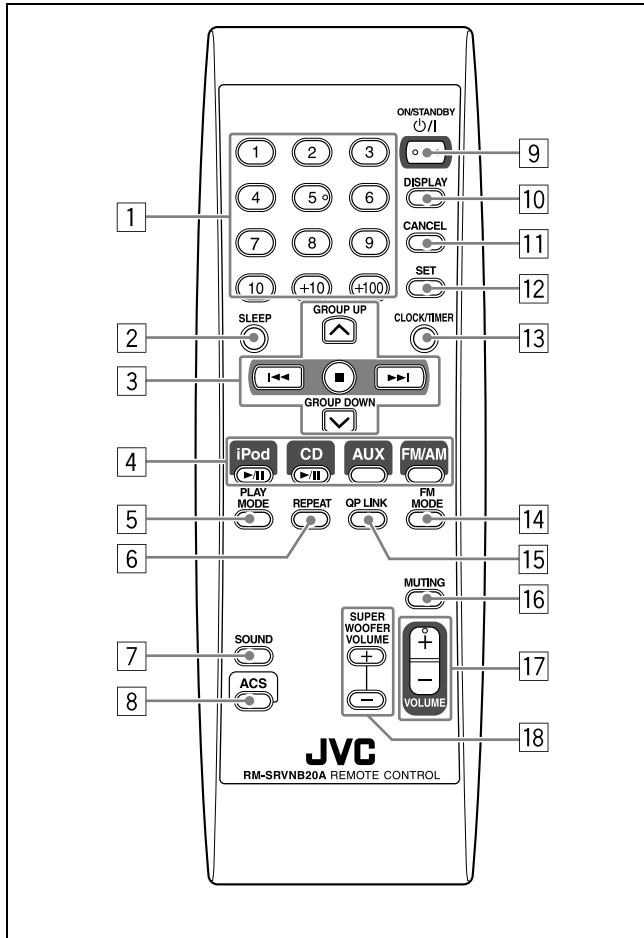 ON/STANDBY
⏻/I
1 2 3
9
DISPLAY
1
4 5 6
10
CANCEL
7 8 9
11
SET
10 +10 +100
12
SLEEP
GROUP UP
CLOCK/TIMER
2
13
3
GROUP DOWN
4
iPod CD AUX FM/AM
PLAY
MODE
REPEAT
QP LINK
FM
MODE
5
14
6
15
MUTING
16
SUPER
WOOFER
VOLUME
SOUND
+
+
7
17
ACS
−
−
8
VOLUME
18
JVC
RM-SRVNB20A REMOTE CONTROL